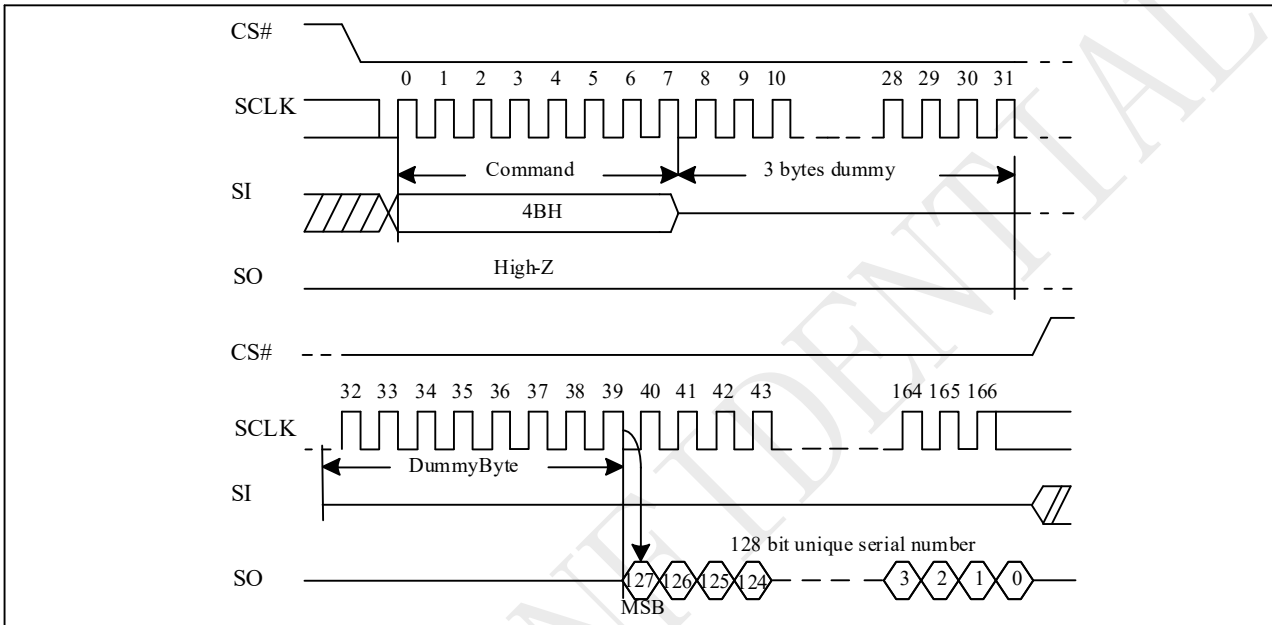 CS#
0 1 2 3 4 5 6 7 8 9 10 28 29 30 31
SCLK
Command 3 bytes dummy
SI
4BH
High-Z
SO
CS#
32 33 34 35 36 37 38 39 40 41 42 43 164 165 166
SCLK
DummyByte
SI
128 bit unique serial number
SO 127 126 125 124 3 2 1 0
MSB
NFIDENTIAL